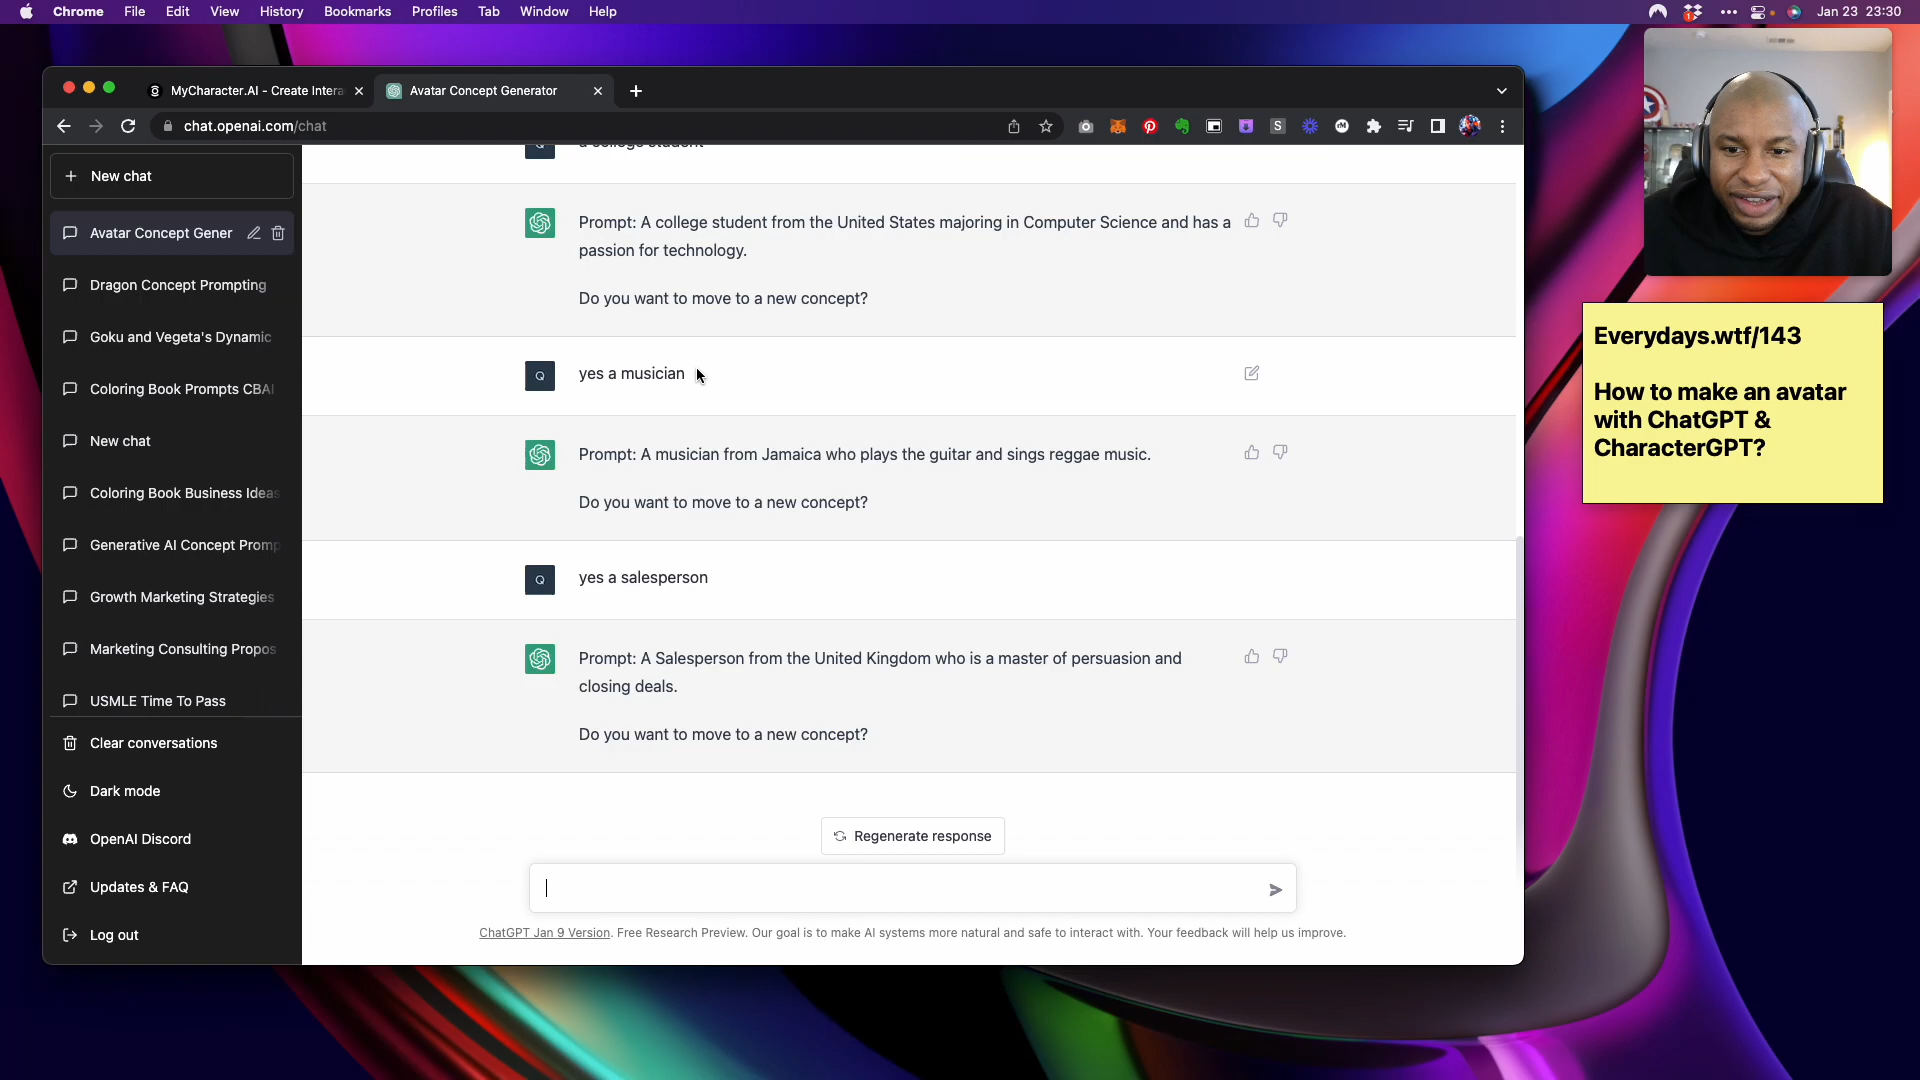 Chrome File Edit View History Bookmarks Profiles Tab Window Help
1
Jan 23 23:30
MyCharacter.AI - Create Intera
Avatar Concept Generator
chat.openai.com/chat
New chat
Avatar Concept Gener
Dragon Concept Prompting
Goku and Vegeta's Dynamic
Coloring Book Prompts CBAI
New chat
Coloring Book Business Ideas
Generative AI Concept Promp
Growth Marketing Strategies
Marketing Consulting Propos
USMLE Time To Pass
Clear conversations
Dark mode
OpenAI Discord
Updates & FAQ
Log out
a college student
Prompt: A college student from the United States majoring in Computer Science and has a
passion for technology.
Do you want to move to a new concept?
Q
yes a musician
Prompt: A musician from Jamaica who plays the guitar and sings reggae music.
Do you want to move to a new concept?
Q
yes a salesperson
Prompt: A Salesperson from the United Kingdom who is a master of persuasion and
closing deals.
Do you want to move to a new concept?
Regenerate response
ChatGPT Jan 9 Version. Free Research Preview. Our goal is to make AI systems more natural and safe to interact with. Your feedback will help us improve.
Everydays.wtf/143
How to make an avatar
with ChatGPT &
CharacterGPT?